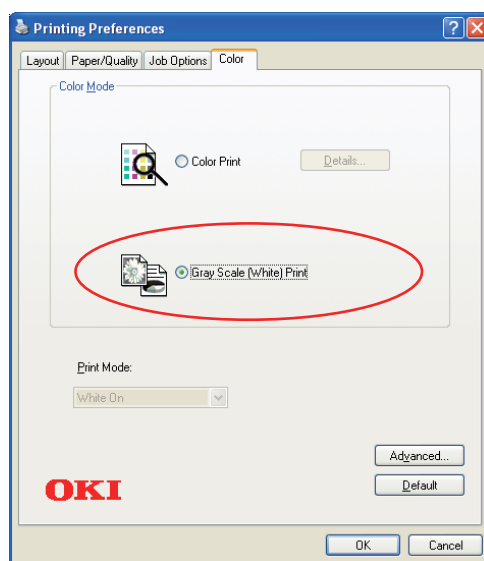 Printing Preferences
Layout Paper/Quality Job Options Color
Color Mode
Color Print Details...
Gray Scale (White) Print
Print Mode:
White On
Advanced...
OKI Default
OK Cancel